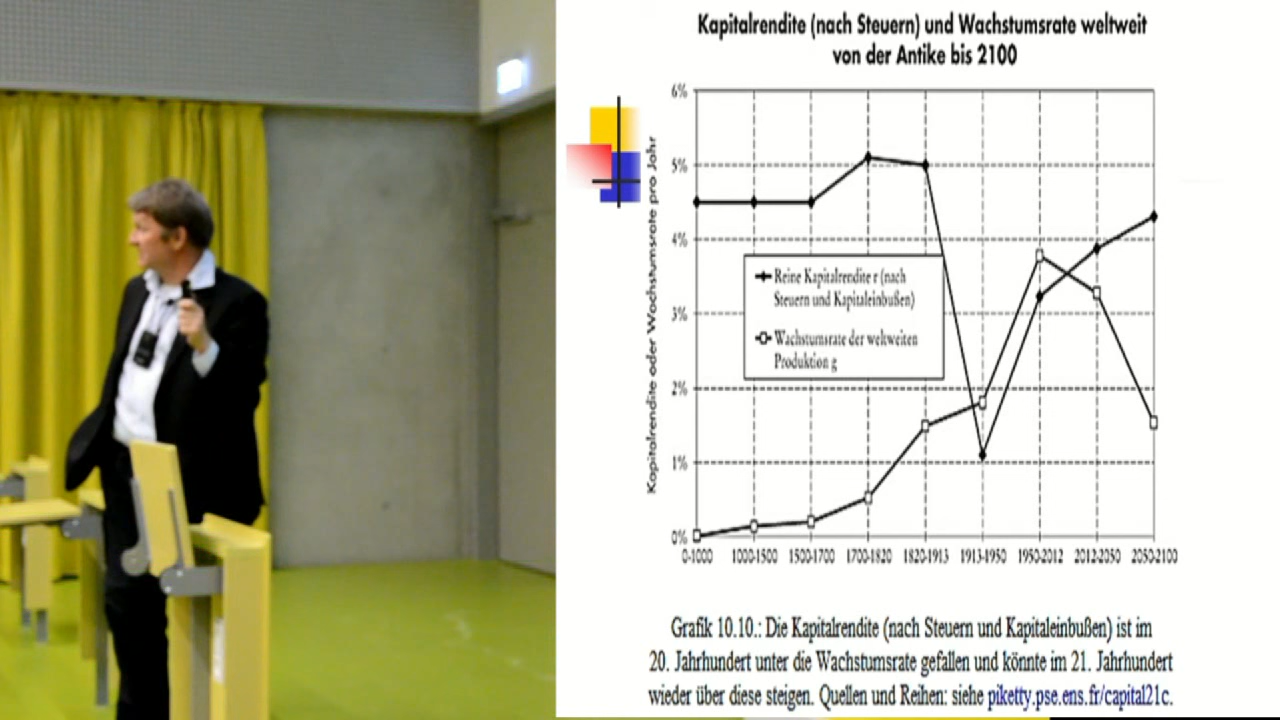 Kapitalrendite (nach Steuern) und Wachstumsrate weltweit
von der Antike bis 2100
Kapitalrendite oder Wachstumsrate pro Jahr
6%
5%
4%
3%
2%
1%
0%
Reine Kapitalrendite r (nach
Steuern und Kapitaleinbußen)
Wachstumsrate der weltweiten
Produktion g
0-1000 1000-1500 1500-1700 1700-1820 1820-1913 1913-1950 1950-2012 2012-2050 2050-2100
Grafik 10.10.: Die Kapitalrendite (nach Steuern und Kapitaleinbußen) ist im
20. Jahrhundert unter die Wachstumsrate gefallen und könnte im 21. Jahrhundert
wieder über diese steigen. Quellen und Reihen: siehe piketty.pse.ens.fr/capital21c.